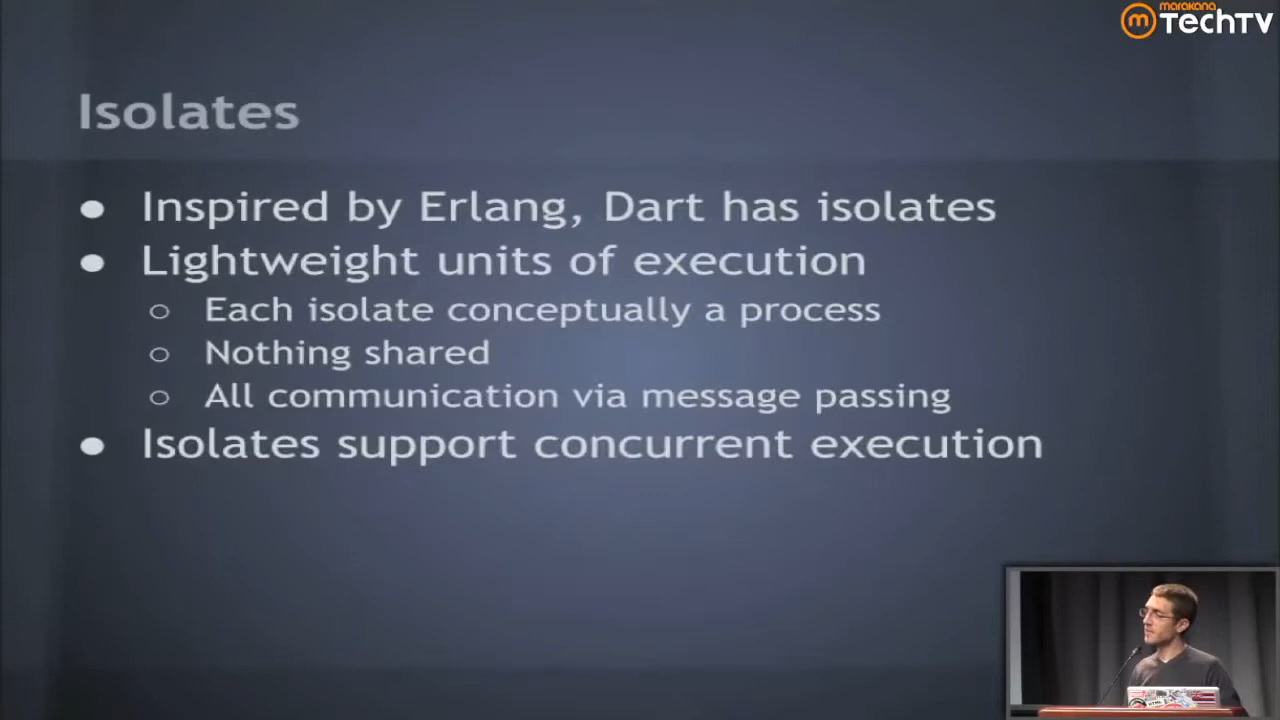 marakana
TechTV
Isolates
● Inspired by Erlang, Dart has isolates
● Lightweight units of execution
○ Each isolate conceptually a process
○ Nothing shared
○ All communication via message passing
● Isolates support concurrent execution